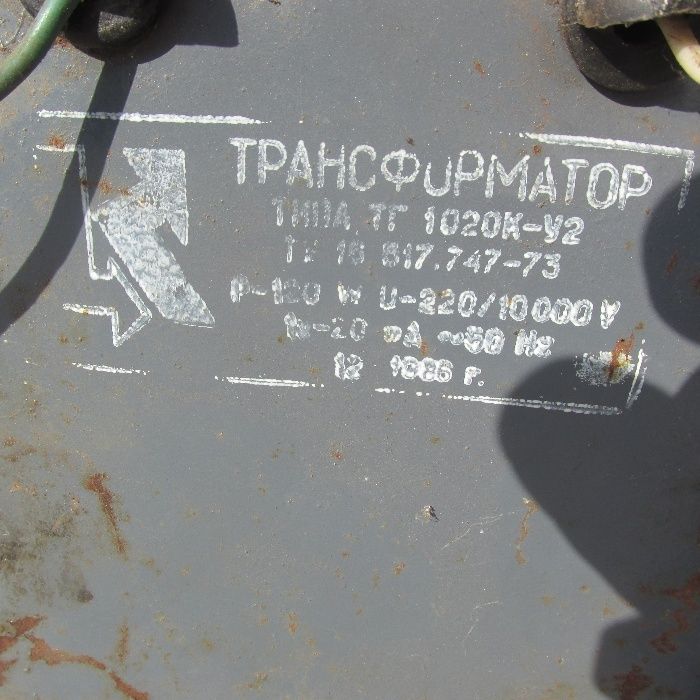 ТРАНСФОРМАТОР
ТИПА ТГ 1020К-У2
ТУ 16 517.747-73
P-120 W U-220/10000V
I₂-20 mA ~50 Hz
12 1986 г.